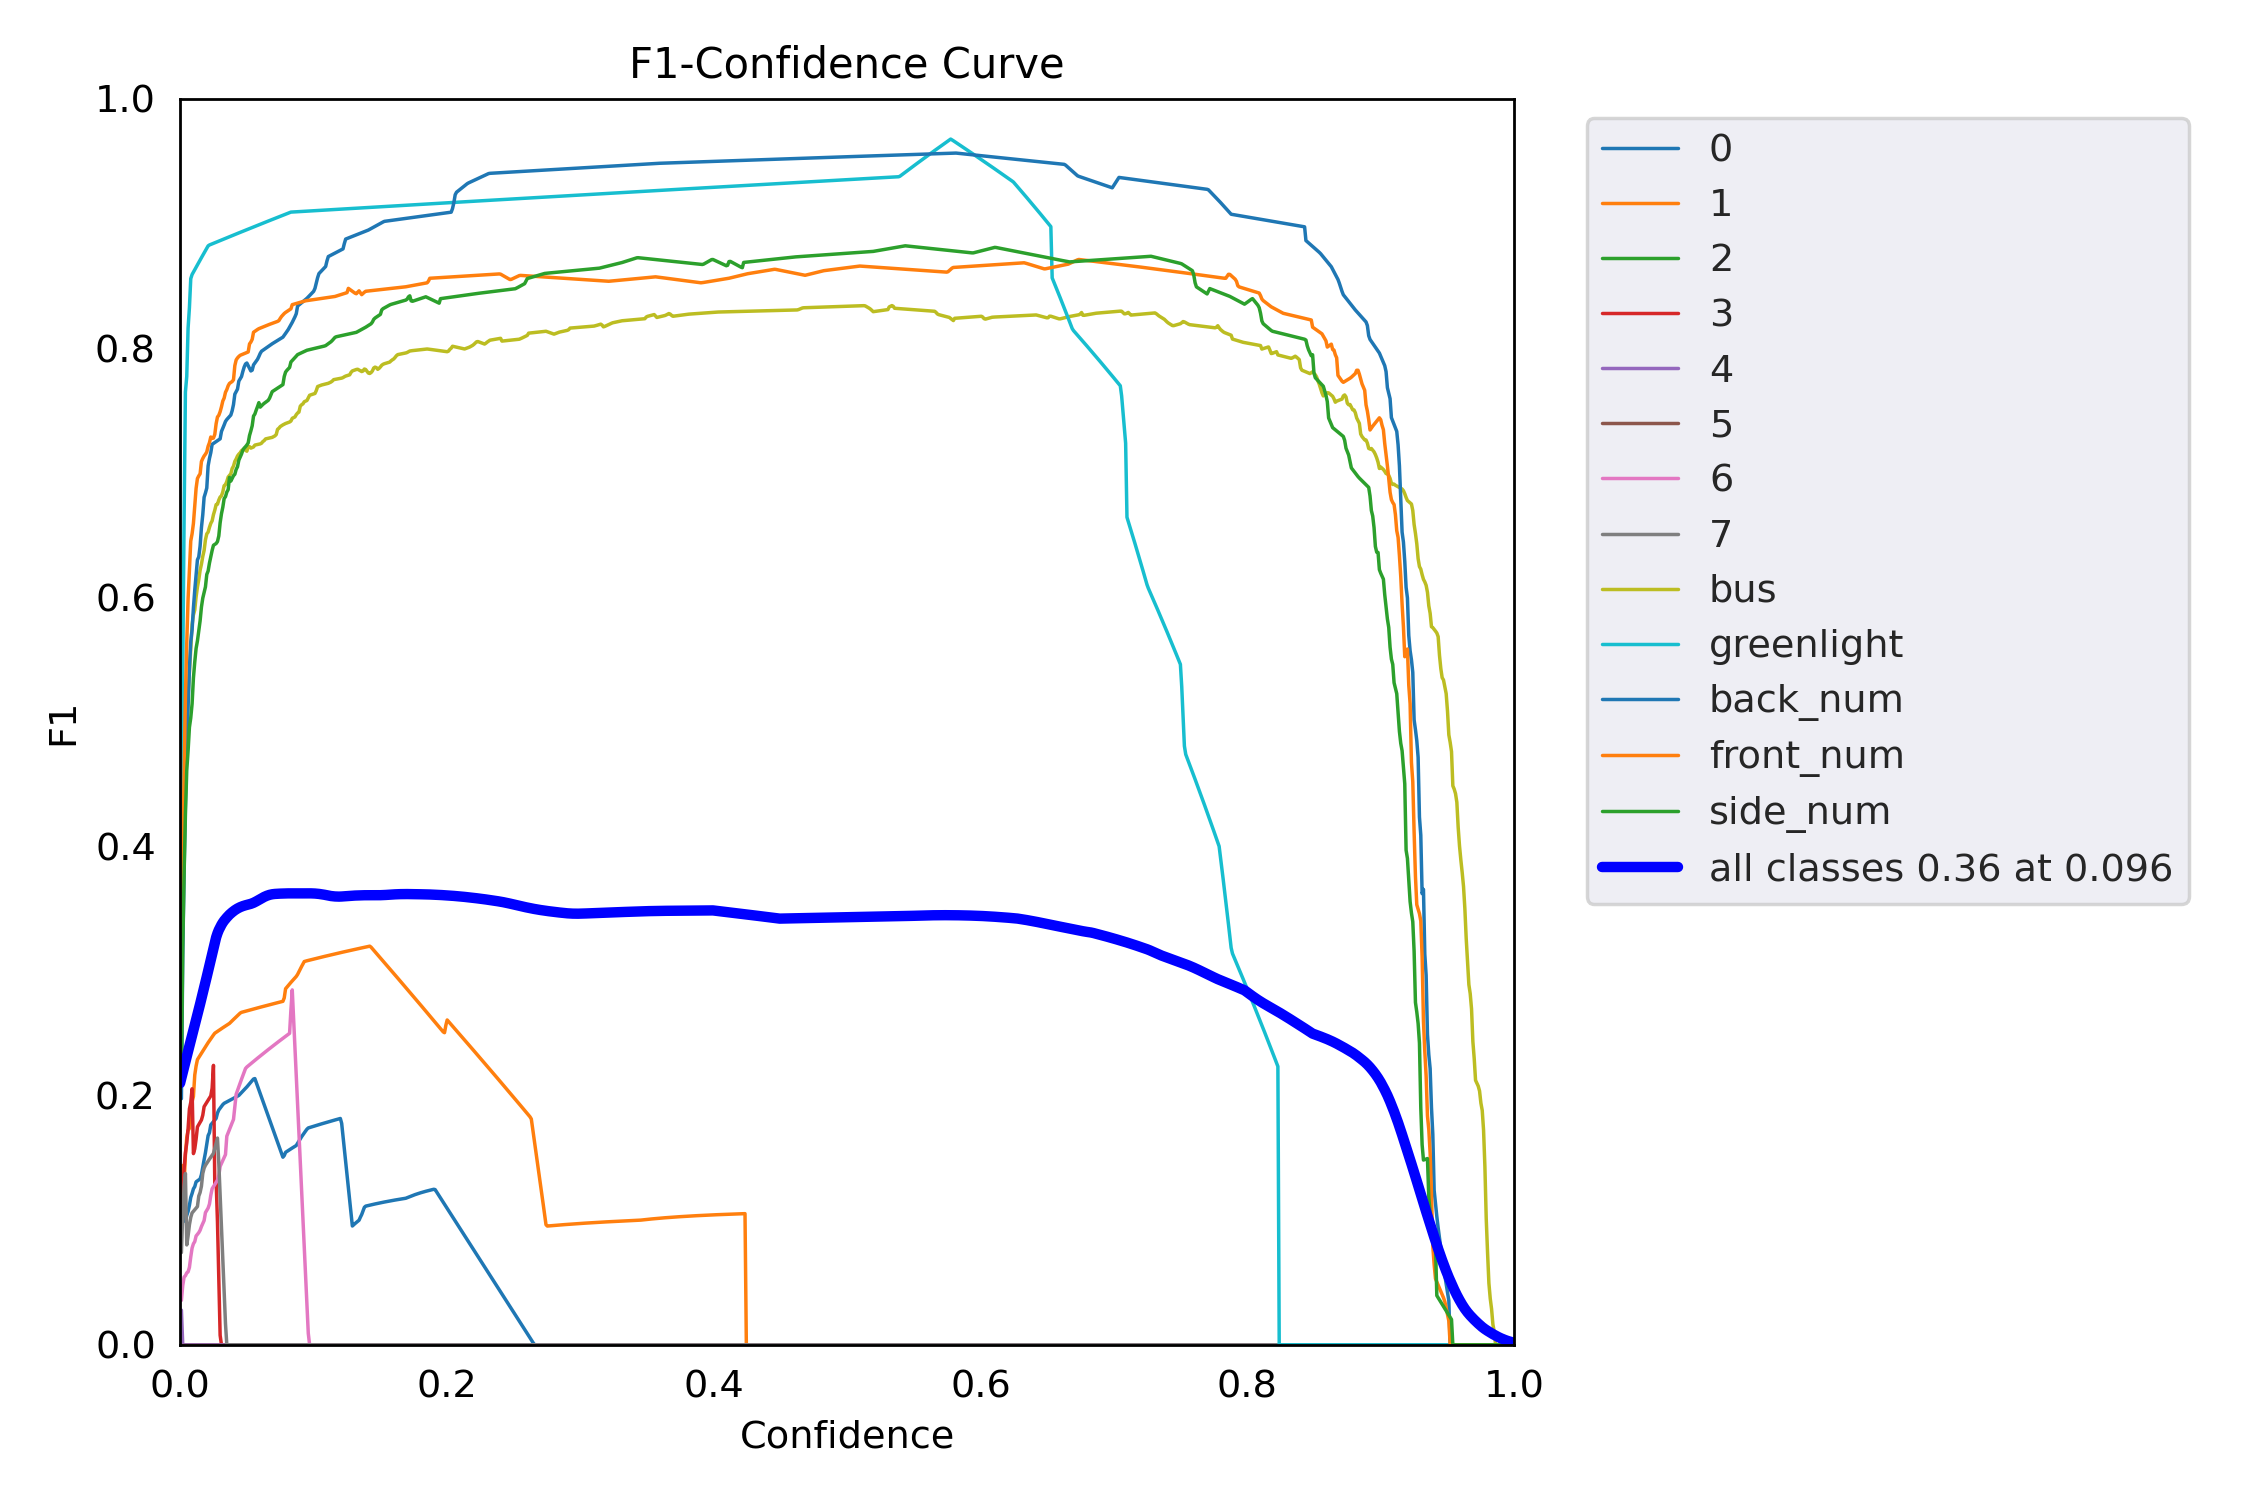 F1-Confidence Curve
1.0
0.8
0.6
0.4
0.2
0.0
F1
0.0 0.2 0.4 0.6 0.8 1.0
Confidence
0
1
2
3
4
5
6
7
bus
greenlight
back_num
front_num
side_num
all classes 0.36 at 0.096